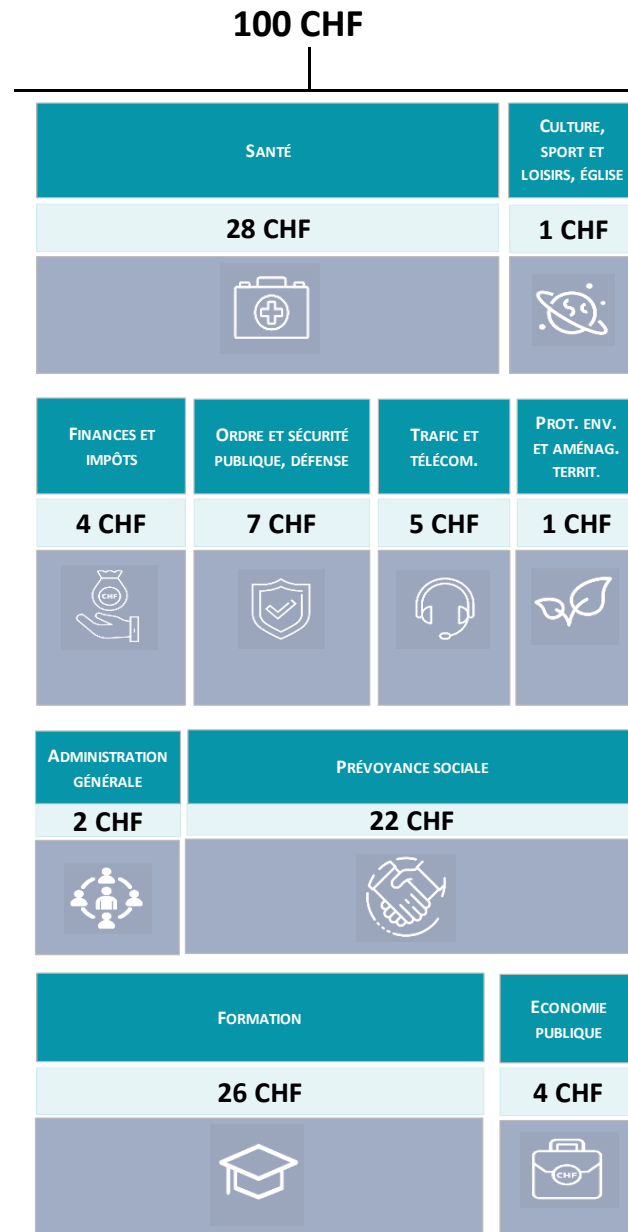 100 CHF
SANTÉ
CULTURE,
SPORT ET
LOISIRS, ÉGLISE
28 CHF
1 CHF
FINANCES ET
IMPÔTS
ORDRE ET SÉCURITÉ
PUBLIQUE, DÉFENSE
TRAFIC ET
TÉLÉCOM.
PROT. ENV.
ET AMÉNAG.
TERRIT.
4 CHF
7 CHF
5 CHF
1 CHF
CHF
ADMINISTRATION
GÉNÉRALE
PRÉVOYANCE SOCIALE
2 CHF
22 CHF
FORMATION
ECONOMIE
PUBLIQUE
26 CHF
4 CHF
CHF